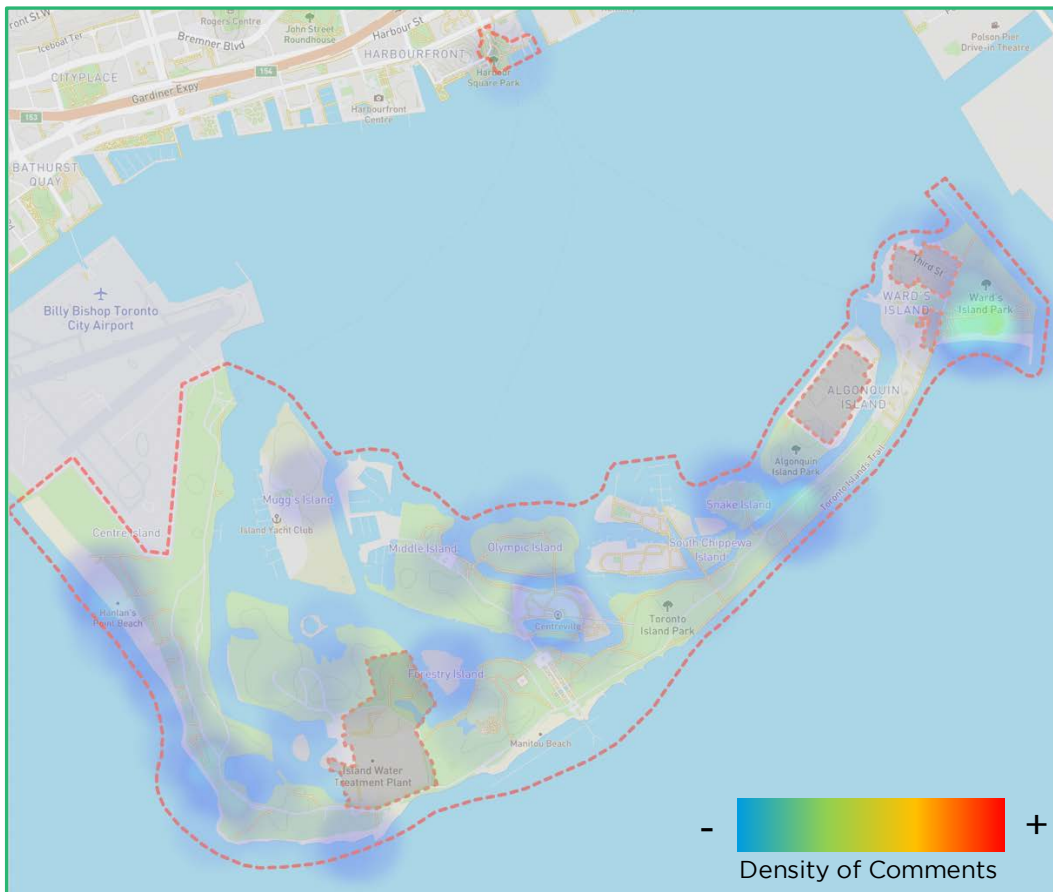 Rogers Centre
John Street
Roundhouse
Harbour St
Iceboat Ter
Bremner Blvd
HARBOURFRONT
Polson Pier
Drive-in Theatre
CITYPLACE
154
Harbour
Square Park
Gardiner Expy
Harbourfront
Centre
153
BATHURST
QUAY
Third St
Billy Bishop Toronto
City Airport
WARD'S
ISLAND
Ward's
Island Park
ALGONQUIN
ISLAND
Algonquin
Island Park
Toronto Islands Trail
Mugg's Island
Snake Island
Island Yacht Club
Centre Island
Middle Island
Olympic Island
South Chippewa
Island
Hanlan's
Point Beach
Centreville
Toronto
Island Park
Forestry Island
Manitou Beach
Island Water
Treatment Plant
- +
Density of Comments